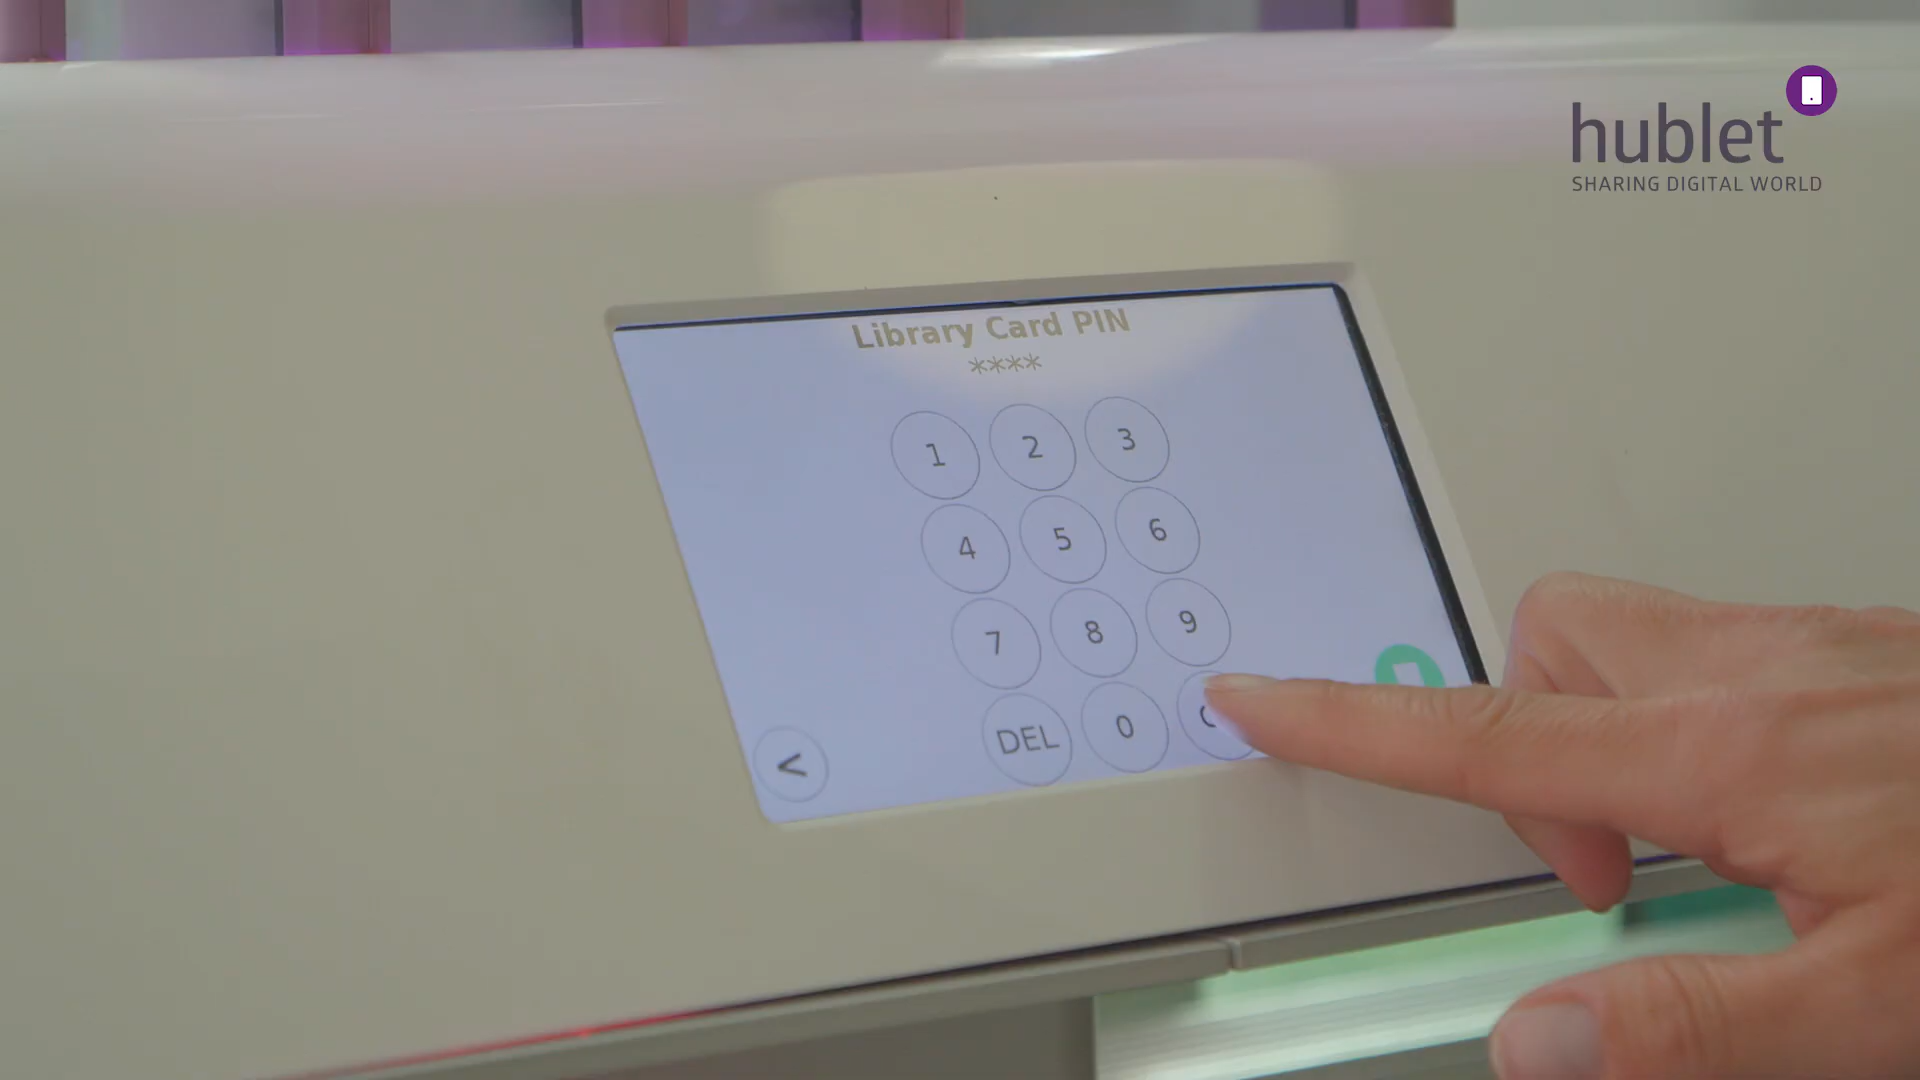 hublet
SHARING DIGITAL WORLD
Library Card PIN
****
1 2 3
4 5 6
7 8 9
DEL 0
<